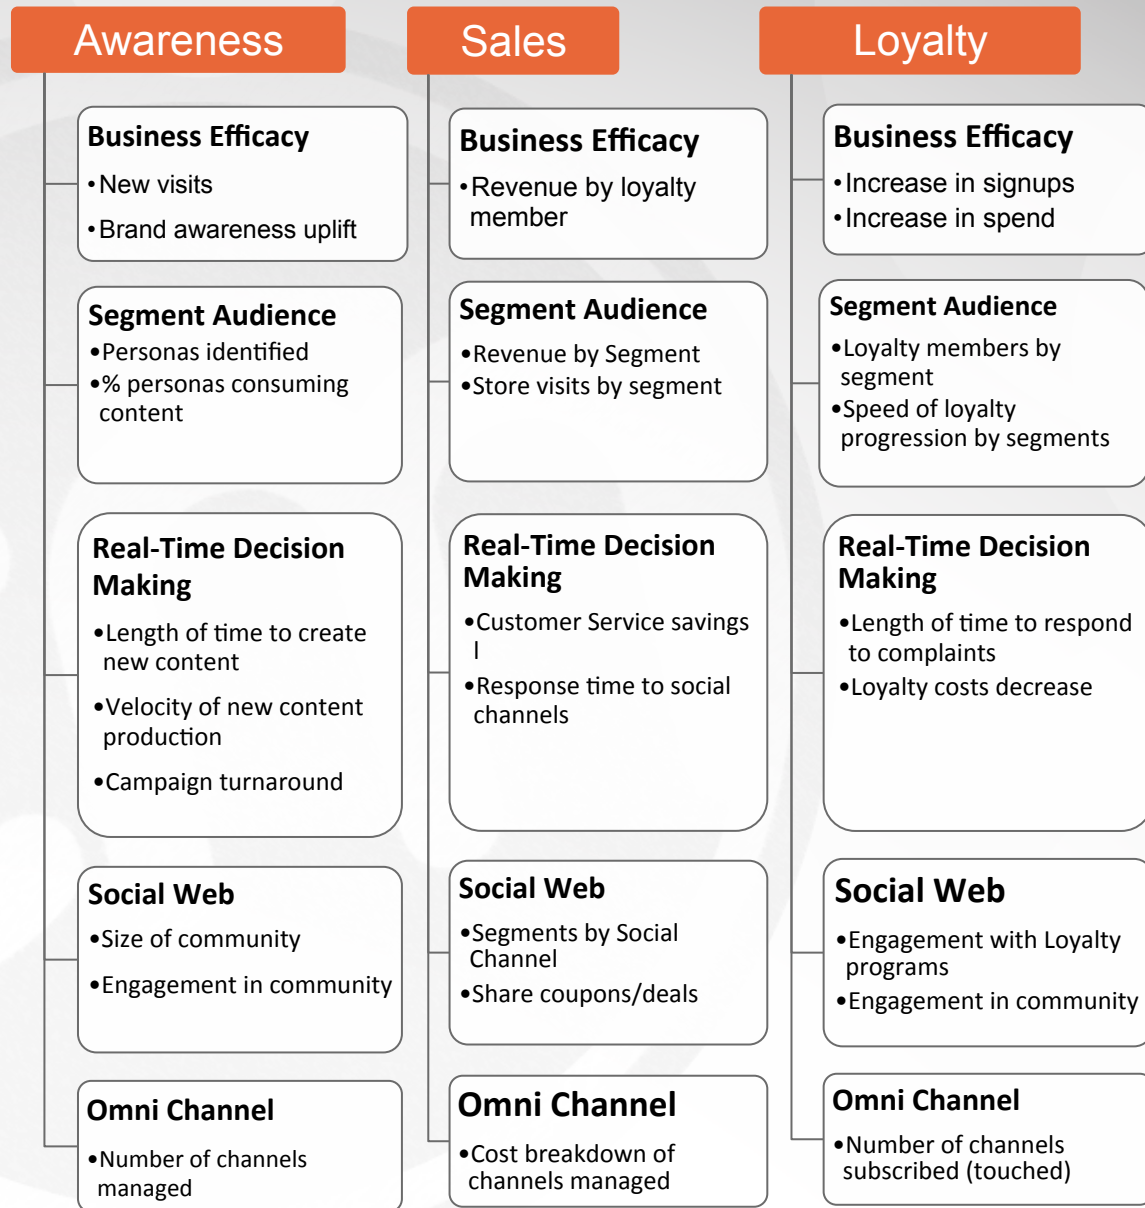 Awareness
Business Efficacy
•New visits
•Brand awareness uplift
Segment Audience
•Personas identified
•% personas consuming
content
Real-Time Decision
Making
•Length of time to create
new content
•Velocity of new content
production
•Campaign turnaround
Social Web
•Size of community
•Engagement in community
Omni Channel
•Number of channels
managed
Sales
Business Efficacy
•Revenue by loyalty
member
Segment Audience
•Revenue by Segment
•Store visits by segment
Real-Time Decision
Making
•Customer Service savings
l
•Response time to social
channels
Social Web
•Segments by Social
Channel
•Share coupons/deals
Omni Channel
•Cost breakdown of
channels managed
Loyalty
Business Efficacy
•Increase in signups
•Increase in spend
Segment Audience
•Loyalty members by
segment
•Speed of loyalty
progression by segments
Real-Time Decision
Making
•Length of time to respond
to complaints
•Loyalty costs decrease
Social Web
•Engagement with Loyalty
programs
•Engagement in community
Omni Channel
•Number of channels
subscribed (touched)